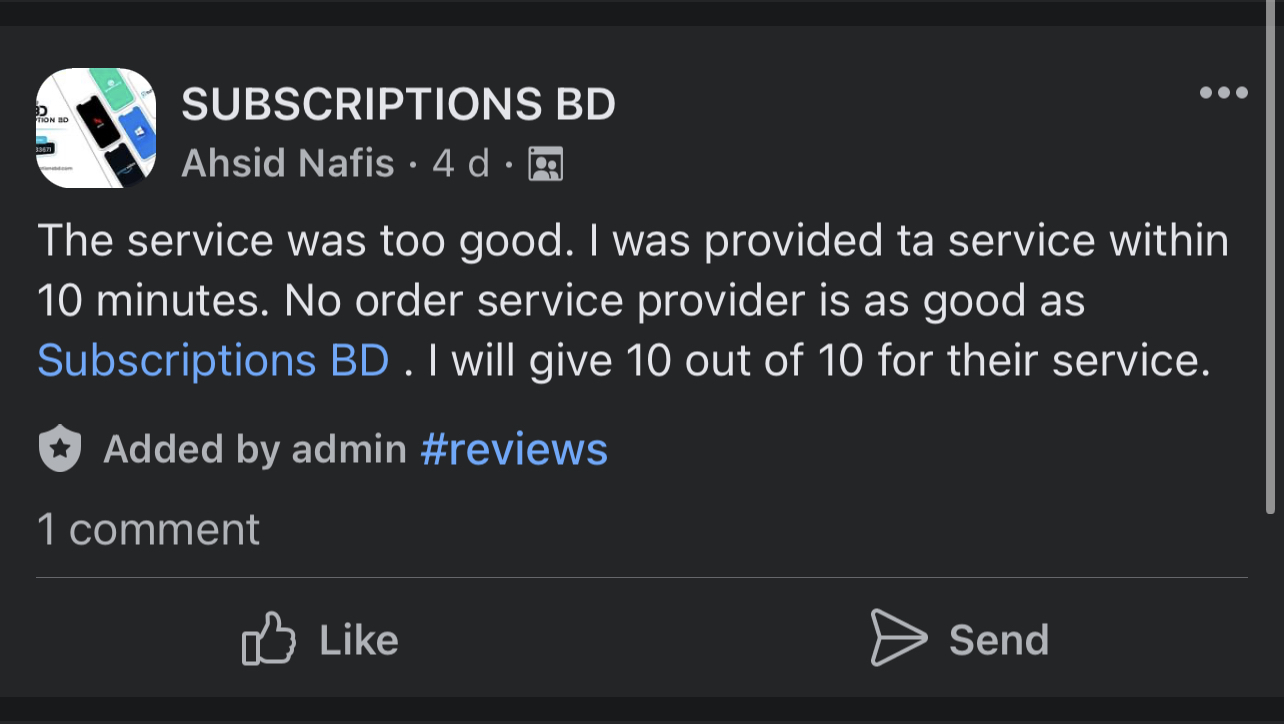 SUBSCRIPTIONS BD
Ahsid Nafis · 4 d ·
The service was too good. I was provided ta service within
10 minutes. No order service provider is as good as
Subscriptions BD . I will give 10 out of 10 for their service.
Added by admin #reviews
1 comment
Like
Send